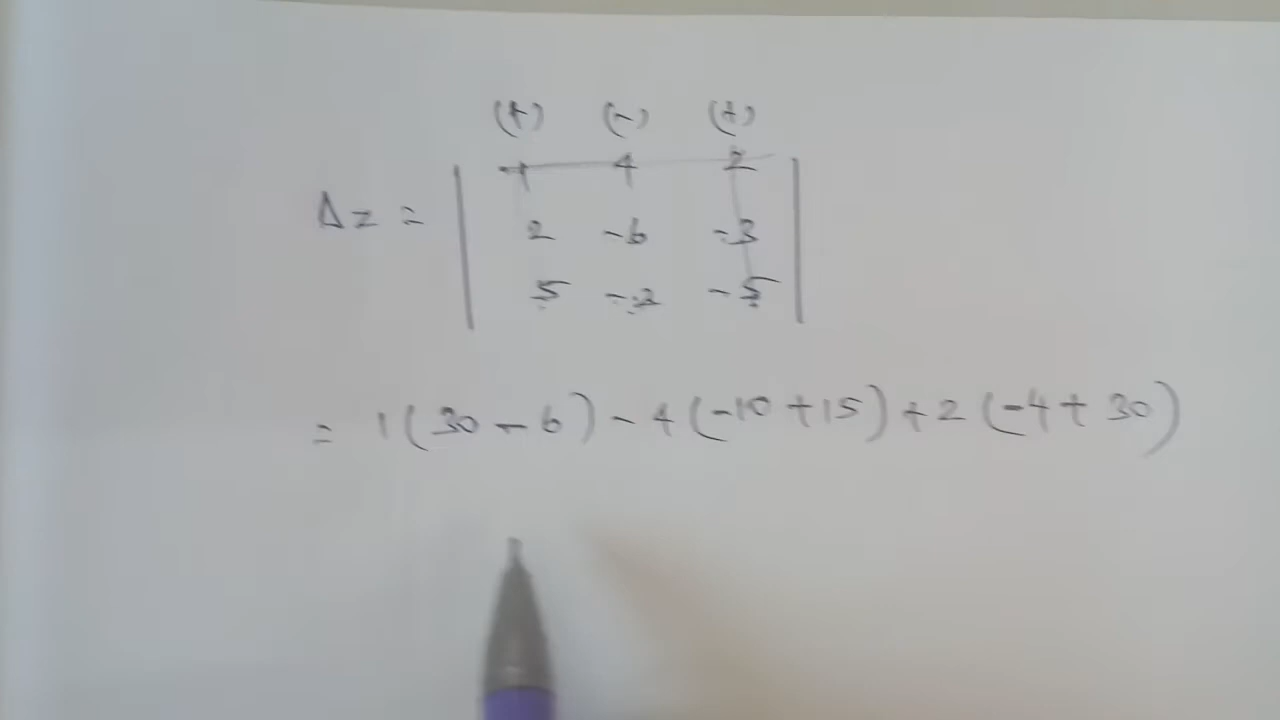 (+) (-) (+)
Δz = | 1 4 2 |
| 2 -6 -3 |
| 5 -2 -5 |
= 1(30-6) - 4(-10+15) + 2(-4+30)